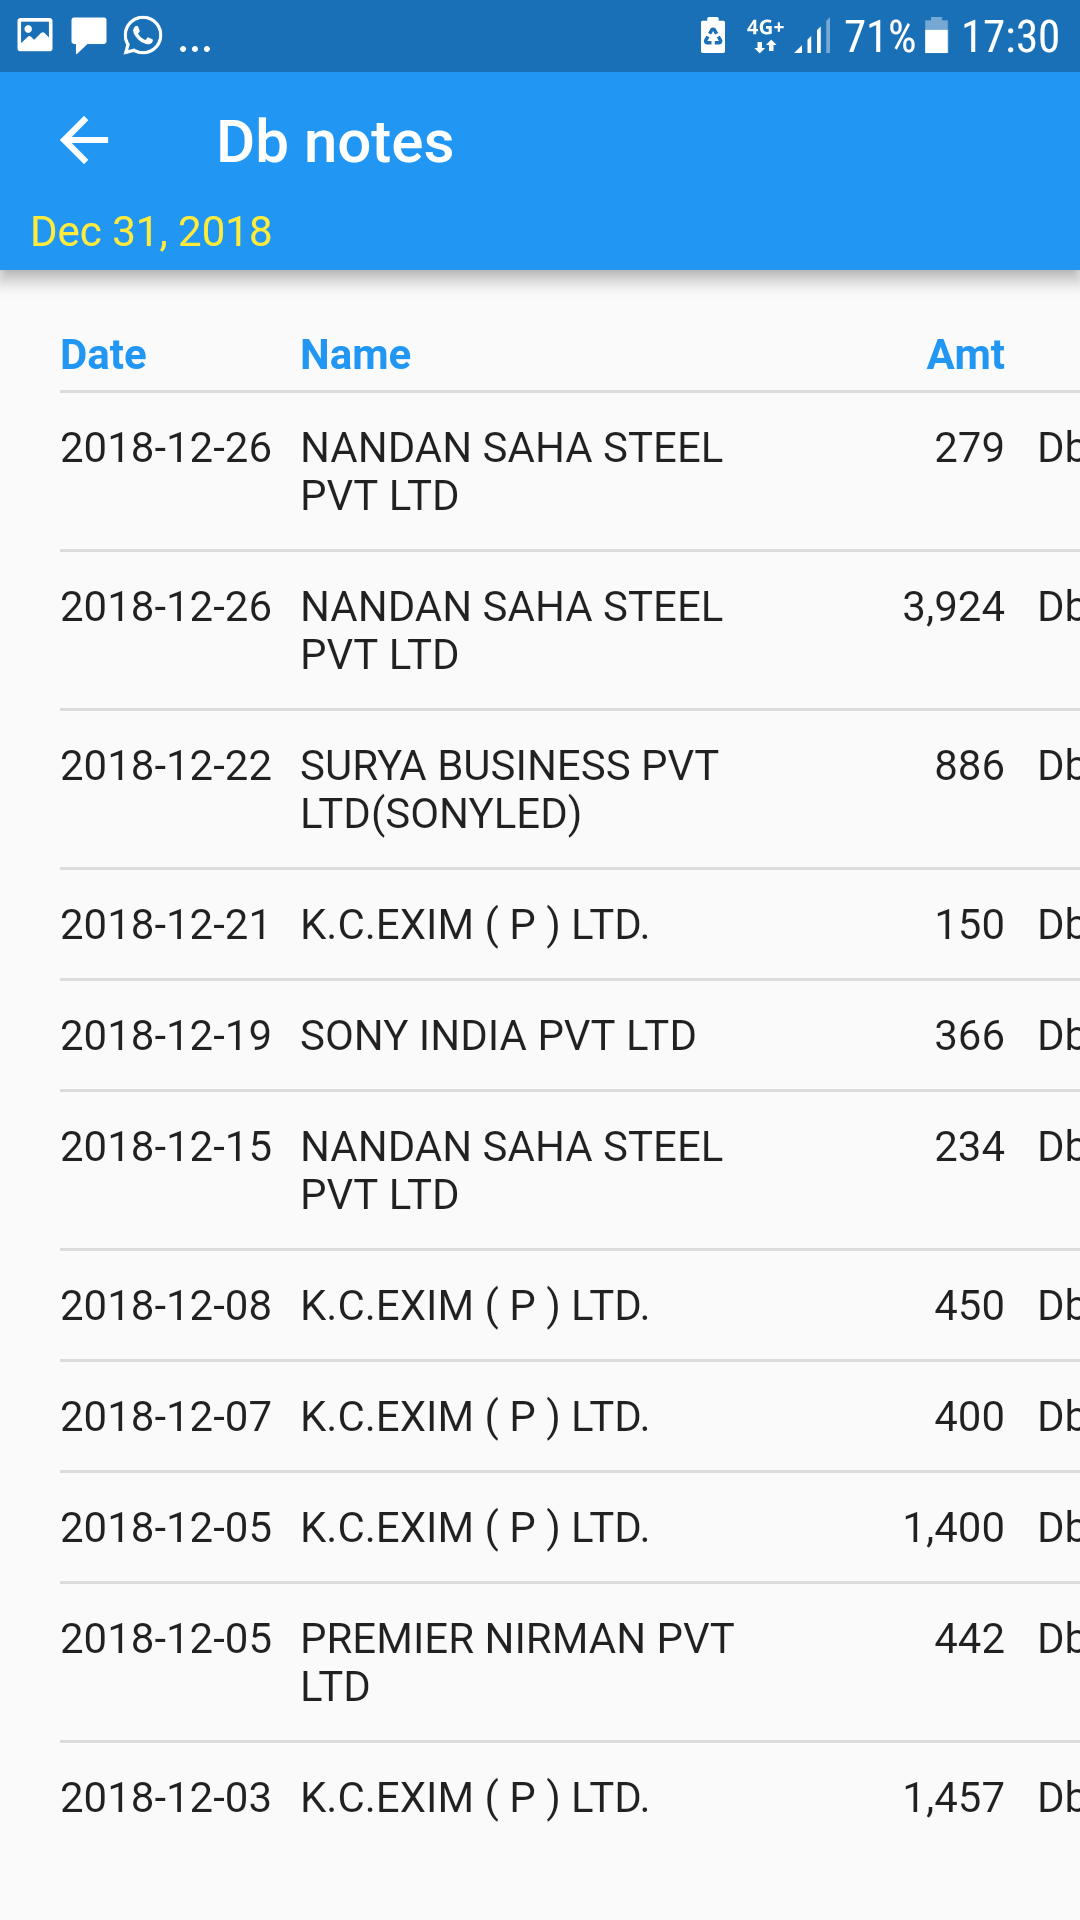 ... 4G+ 71% 17:30
Db notes
Dec 31, 2018
Date Name Amt
2018-12-26 NANDAN SAHA STEEL 279 Db
PVT LTD
2018-12-26 NANDAN SAHA STEEL 3,924 Db
PVT LTD
2018-12-22 SURYA BUSINESS PVT 886 Db
LTD(SONYLED)
2018-12-21 K.C.EXIM ( P ) LTD. 150 Db
2018-12-19 SONY INDIA PVT LTD 366 Db
2018-12-15 NANDAN SAHA STEEL 234 Db
PVT LTD
2018-12-08 K.C.EXIM ( P ) LTD. 450 Db
2018-12-07 K.C.EXIM ( P ) LTD. 400 Db
2018-12-05 K.C.EXIM ( P ) LTD. 1,400 Db
2018-12-05 PREMIER NIRMAN PVT 442 Db
LTD
2018-12-03 K.C.EXIM ( P ) LTD. 1,457 Db